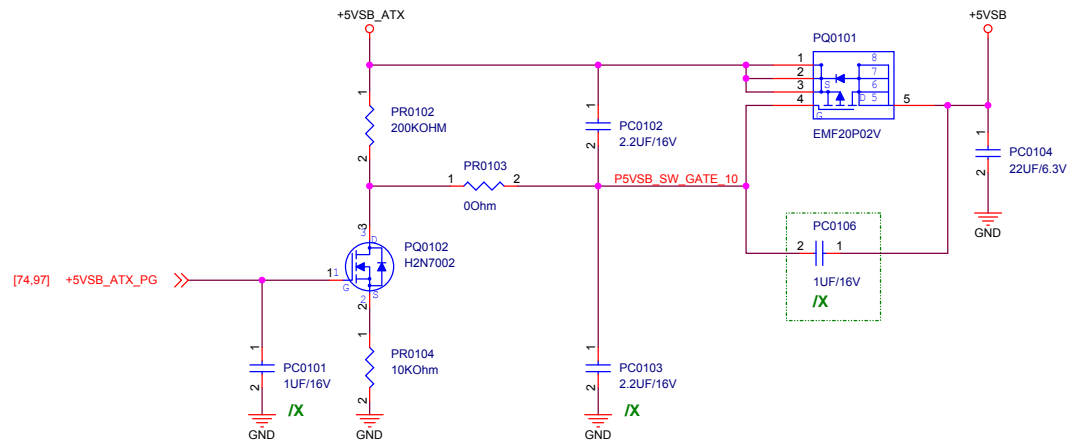 +5VSB_ATX
+5VSB
PQ0101
1
2
3
4
8
7
6
5
S
D
G
5
EMF20P02V
1
PR0102
200KOHM
2
1
PC0102
2.2UF/16V
2
1
PC0104
22UF/6.3V
2
GND
PR0103
1
2
0Ohm
P5VSB_SW_GATE_10
3
3
D
PQ0102
H2N7002
[74,97]
+5VSB_ATX_PG
1
1
G
S
2
2
PC0106
2
1
1UF/16V
/X
1
PC0101
1UF/16V
2
/X
GND
1
PR0104
10KOhm
2
GND
1
PC0103
2.2UF/16V
2
/X
GND